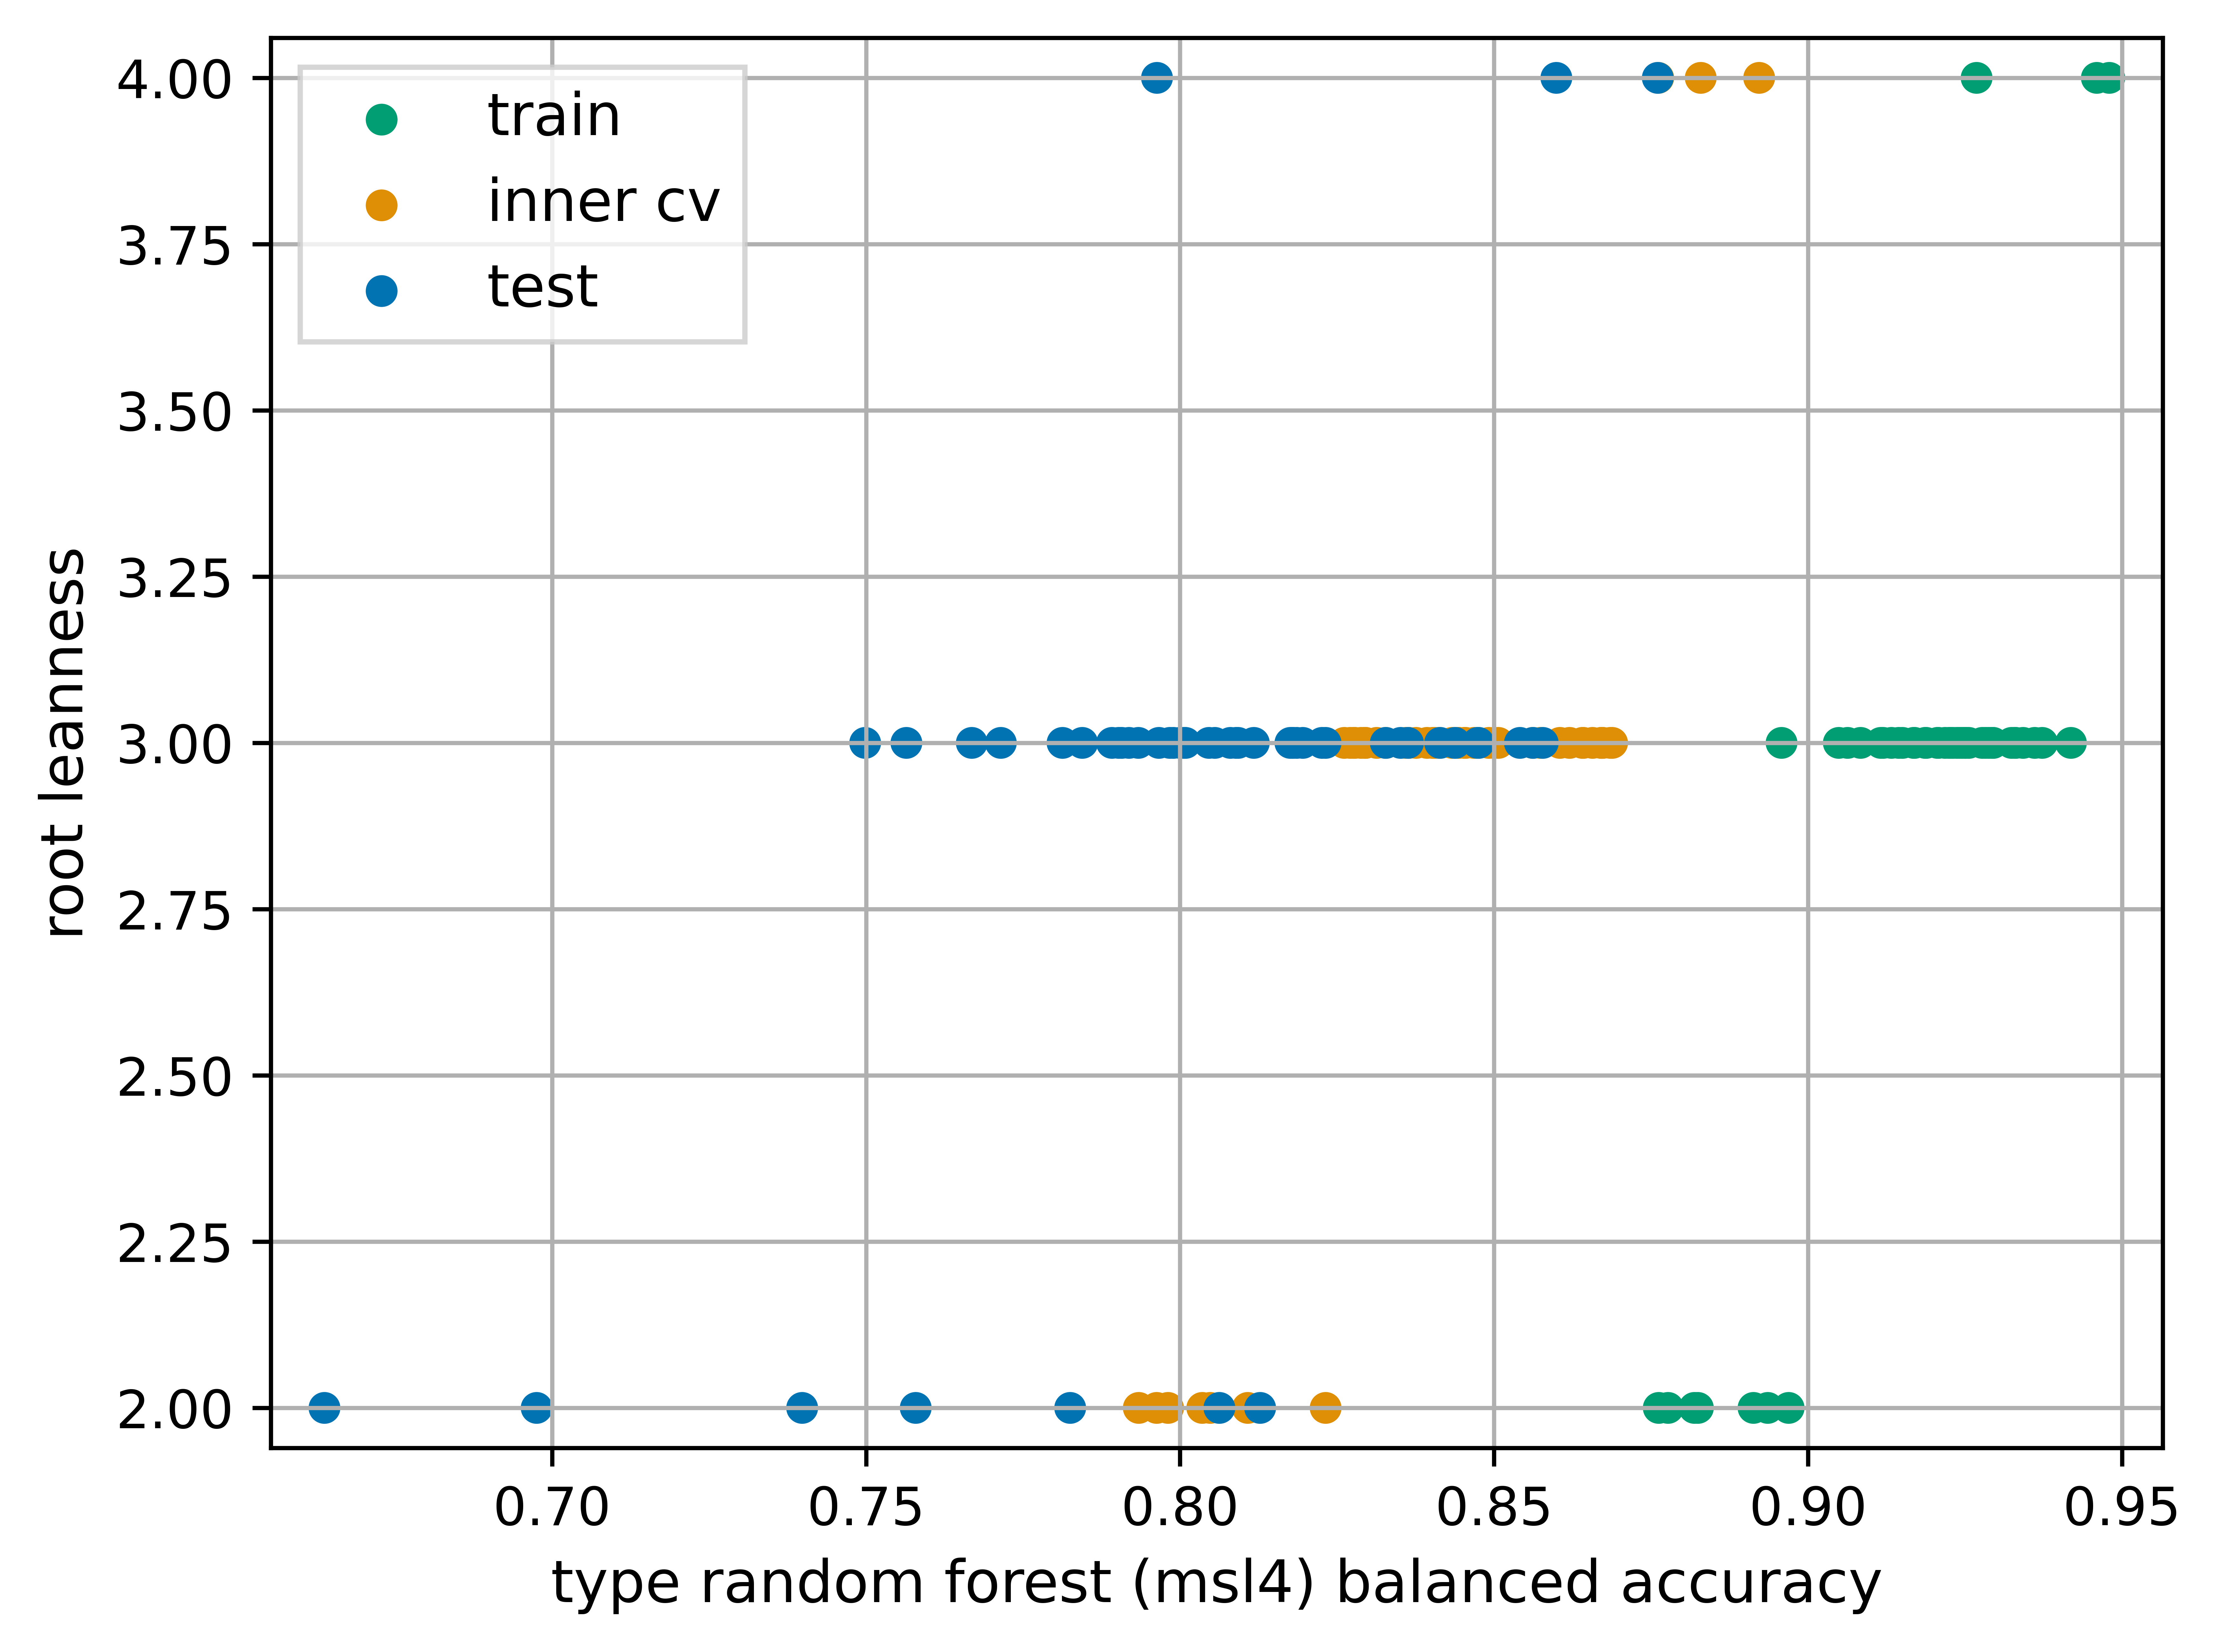 4.00
3.75
3.50
3.25
3.00
2.75
2.50
2.25
2.00
root leanness
train
inner cv
test
0.70 0.75 0.80 0.85 0.90 0.95
type random forest (msl4) balanced accuracy